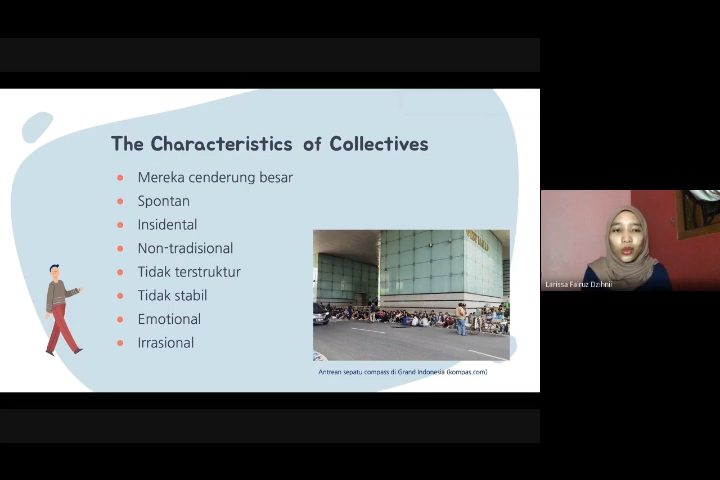 The Characteristics of Collectives
Mereka cenderung besar
Spontan
Insidental
Non-tradisional
Tidak terstruktur
Tidak stabil
Emotional
Irrasional
Antrean sepatu compass di Grand Indonesia (kompas.com)
Larissa Fairuz Dzihnii